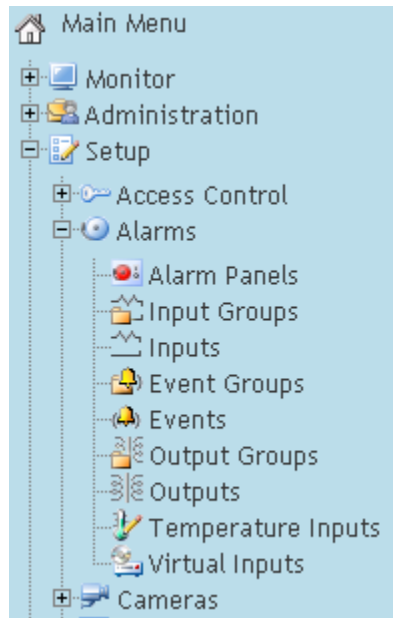 Main Menu
Monitor
Administration
Setup
Access Control
Alarms
Alarm Panels
Input Groups
Inputs
Event Groups
Events
Output Groups
Outputs
Temperature Inputs
Virtual Inputs
Cameras